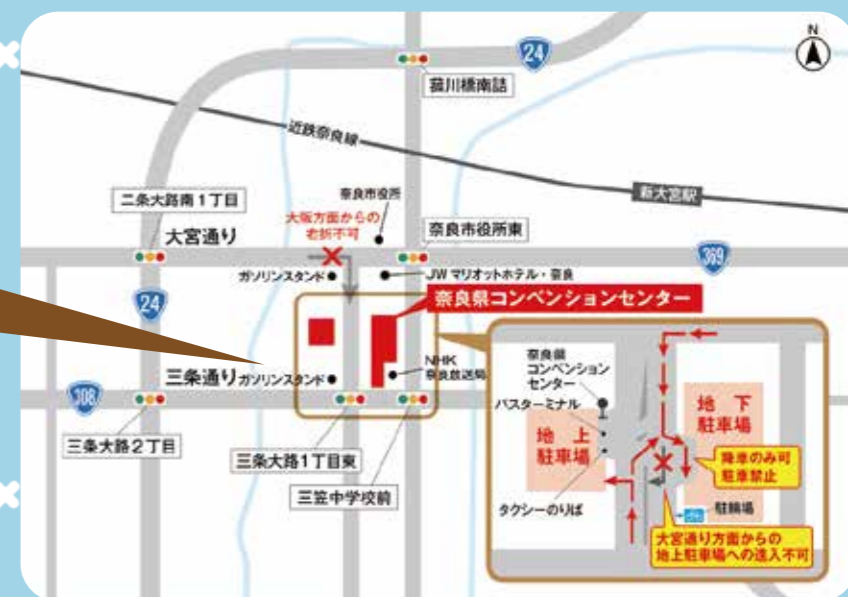 N
24
菰川橋南詰
近鉄奈良線
新大宮駅
奈良市役所
二条大路南1丁目
大宮通り
大阪方面からの
右折不可
奈良市役所東
369
ガソリンスタンド
JWマリオットホテル・奈良
24
奈良県コンベンションセンター
NHK
奈良放送局
三条通り
ガソリンスタンド
308
三条大路2丁目
三条大路1丁目東
三笠中学校前
奈良県
コンベンション
センター
バスターミナル
地上
駐車場
タクシーのりば
地下
駐車場
降車のみ可
駐車禁止
駐輪場
大宮通り方面からの
地上駐車場への進入不可